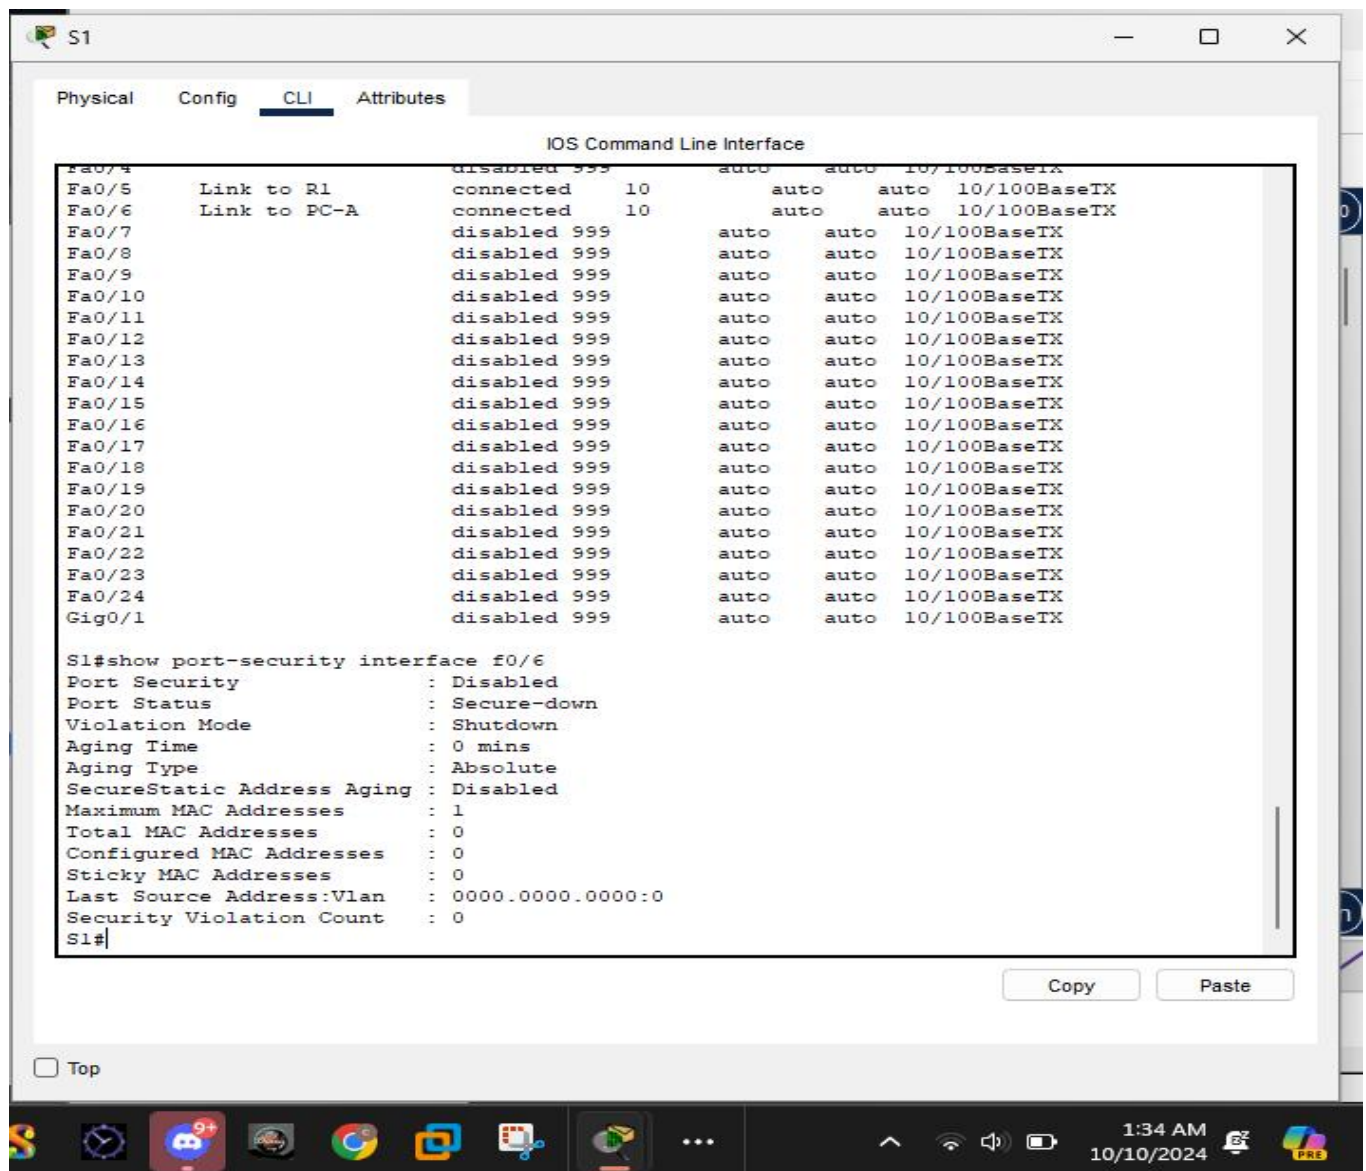 S1
Physical Config CLI Attributes
IOS Command Line Interface
Fa0/4 disabled 999 auto auto 10/100BaseTX
Fa0/5 Link to R1 connected 10 auto auto 10/100BaseTX
Fa0/6 Link to PC-A connected 10 auto auto 10/100BaseTX
Fa0/7 disabled 999 auto auto 10/100BaseTX
Fa0/8 disabled 999 auto auto 10/100BaseTX
Fa0/9 disabled 999 auto auto 10/100BaseTX
Fa0/10 disabled 999 auto auto 10/100BaseTX
Fa0/11 disabled 999 auto auto 10/100BaseTX
Fa0/12 disabled 999 auto auto 10/100BaseTX
Fa0/13 disabled 999 auto auto 10/100BaseTX
Fa0/14 disabled 999 auto auto 10/100BaseTX
Fa0/15 disabled 999 auto auto 10/100BaseTX
Fa0/16 disabled 999 auto auto 10/100BaseTX
Fa0/17 disabled 999 auto auto 10/100BaseTX
Fa0/18 disabled 999 auto auto 10/100BaseTX
Fa0/19 disabled 999 auto auto 10/100BaseTX
Fa0/20 disabled 999 auto auto 10/100BaseTX
Fa0/21 disabled 999 auto auto 10/100BaseTX
Fa0/22 disabled 999 auto auto 10/100BaseTX
Fa0/23 disabled 999 auto auto 10/100BaseTX
Fa0/24 disabled 999 auto auto 10/100BaseTX
Gig0/1 disabled 999 auto auto 10/100BaseTX
S1#show port-security interface f0/6
Port Security : Disabled
Port Status : Secure-down
Violation Mode : Shutdown
Aging Time : 0 mins
Aging Type : Absolute
SecureStatic Address Aging : Disabled
Maximum MAC Addresses : 1
Total MAC Addresses : 0
Configured MAC Addresses : 0
Sticky MAC Addresses : 0
Last Source Address:Vlan : 0000.0000.0000:0
Security Violation Count : 0
S1#
Copy Paste
Top
9+
1:34 AM
10/10/2024
PRE